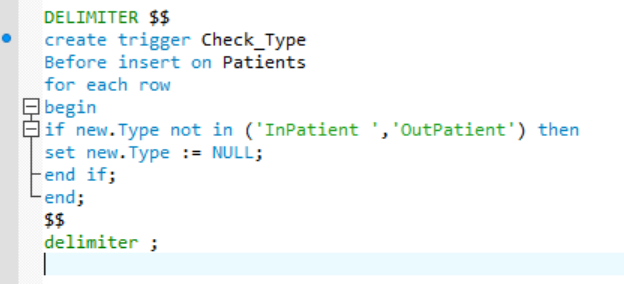 DELIMITER $$
create trigger Check_Type
Before insert on Patients
for each row
begin
if new.Type not in ('InPatient ','OutPatient') then
set new.Type := NULL;
end if;
end;
$$
delimiter ;